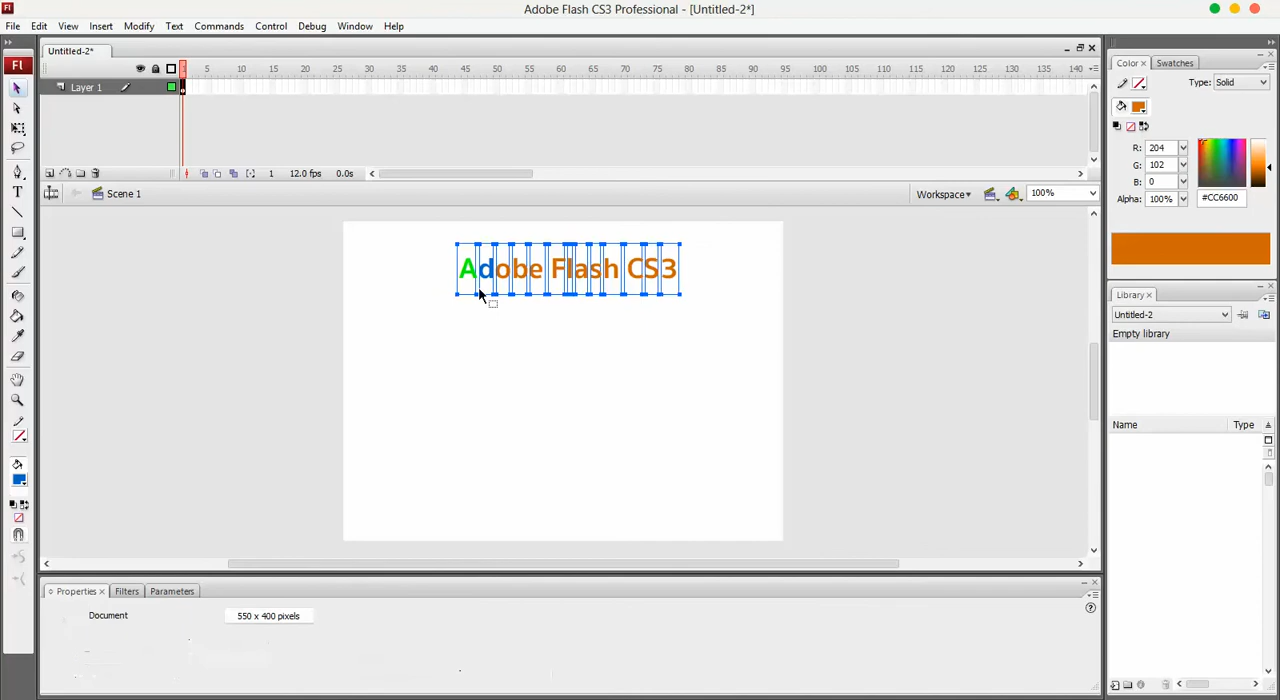 Adobe Flash CS3 Professional - [Untitled-2*]
File Edit View Insert Modify Text Commands Control Debug Window Help
Untitled-2*
5 10 15 20 25 30 35 40 45 50 55 60 65 70 75 80 85 90 95 100 105 110 115 120 125 130 135 140
Fl
Layer 1
1 12.0 fps 0.0s
Scene 1
Workspace
100%
Adobe Flash CS3
Properties × Filters Parameters
Document 550 x 400 pixels
Color × Swatches
Type: Solid
R: 204
G: 102
B: 0
Alpha: 100% #CC6600
Library ×
Untitled-2
Empty library
Name Type